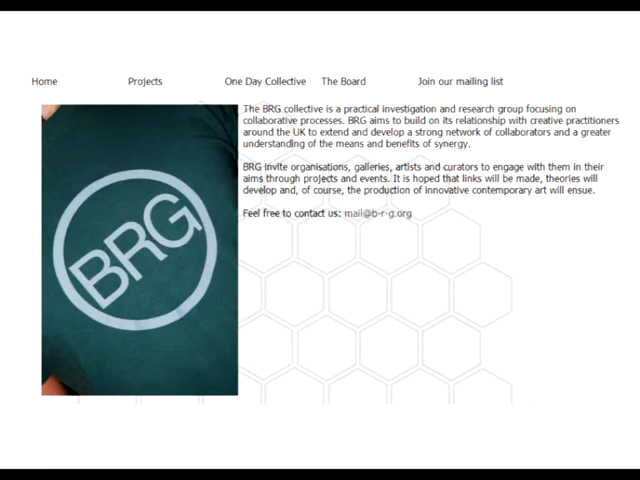 Home Projects One Day Collective The Board Join our mailing list
The BRG collective is a practical investigation and research group focusing on
collaborative processes. BRG aims to build on its relationship with creative practitioners
around the UK to extend and develop a strong network of collaborators and a greater
understanding of the means and benefits of synergy.
BRG invite organisations, galleries, artists and curators to engage with them in their
aims through projects and events. It is hoped that links will be made, theories will
develop and, of course, the production of innovative contemporary art will ensue.
Feel free to contact us: mail@b-r-g.org
BRG